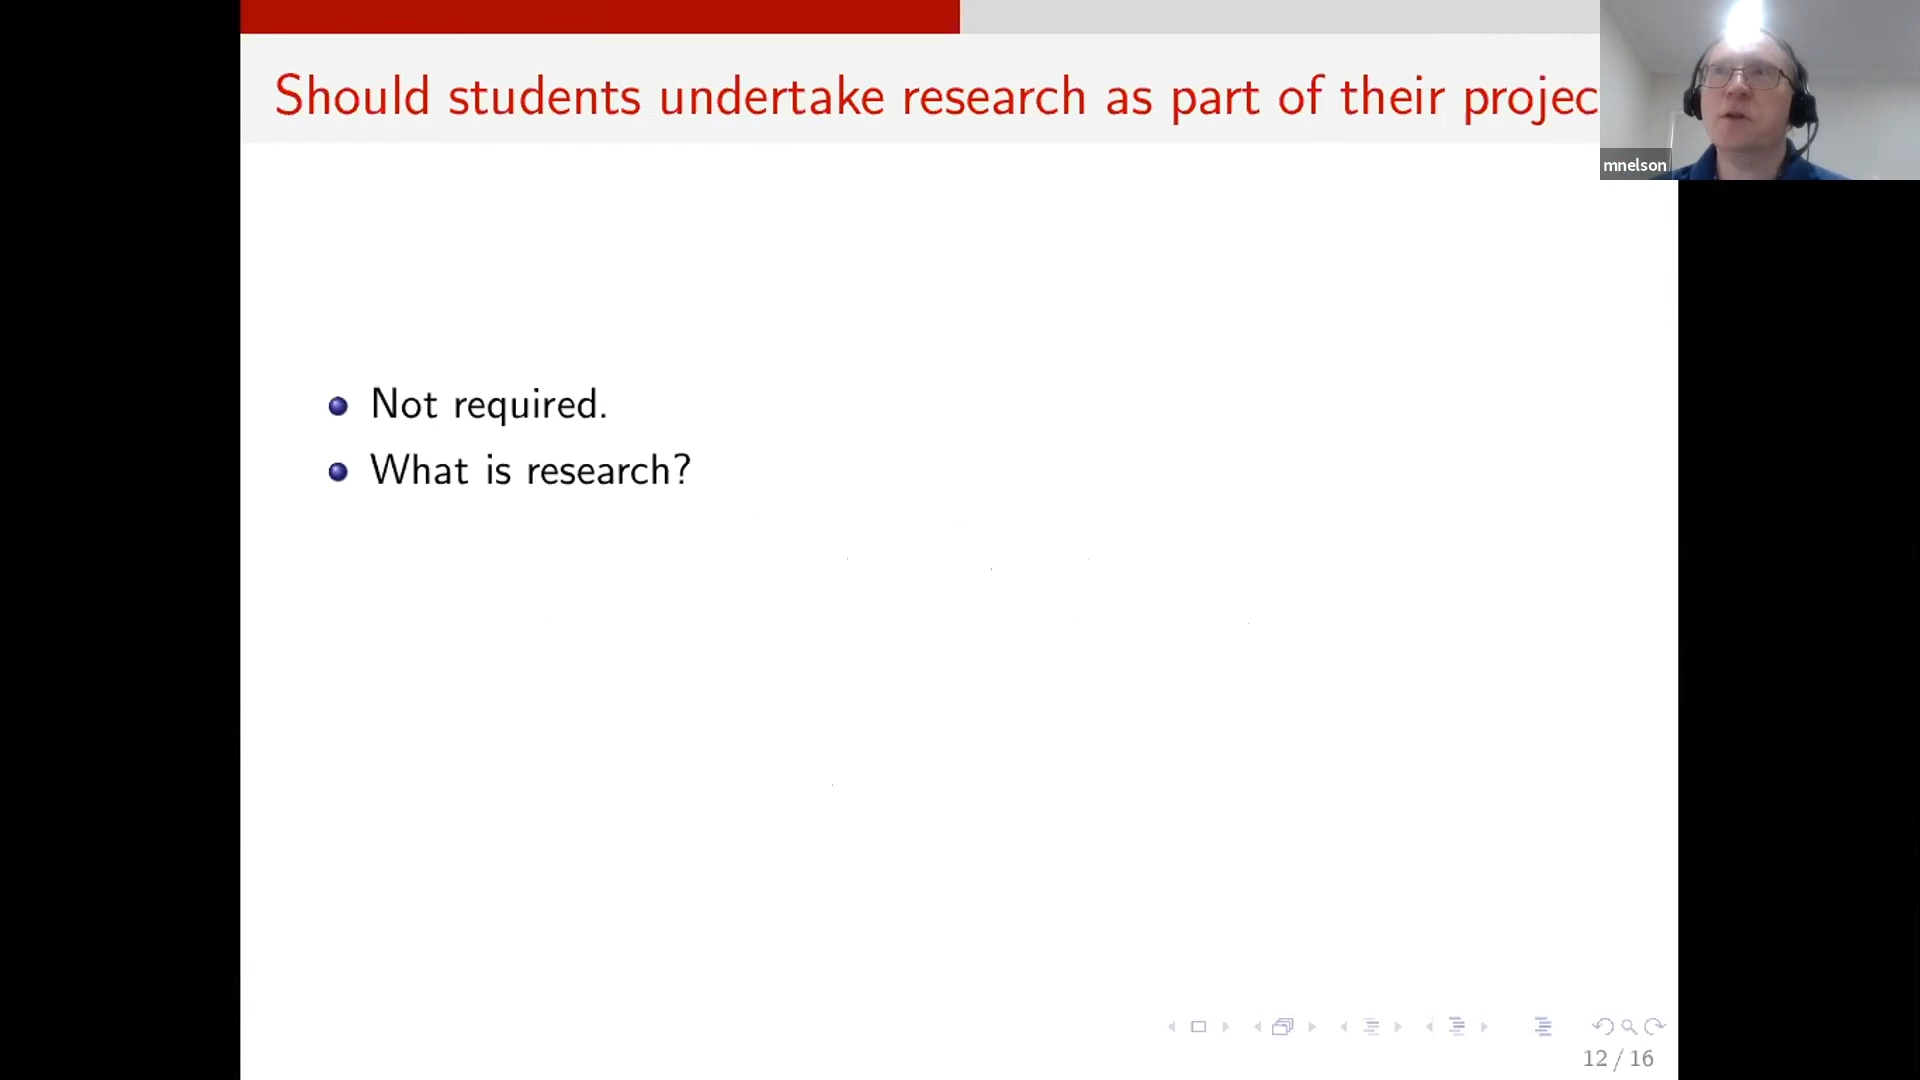 Should students undertake research as part of their projec
mnelson
Not required.
What is research?
12 / 16